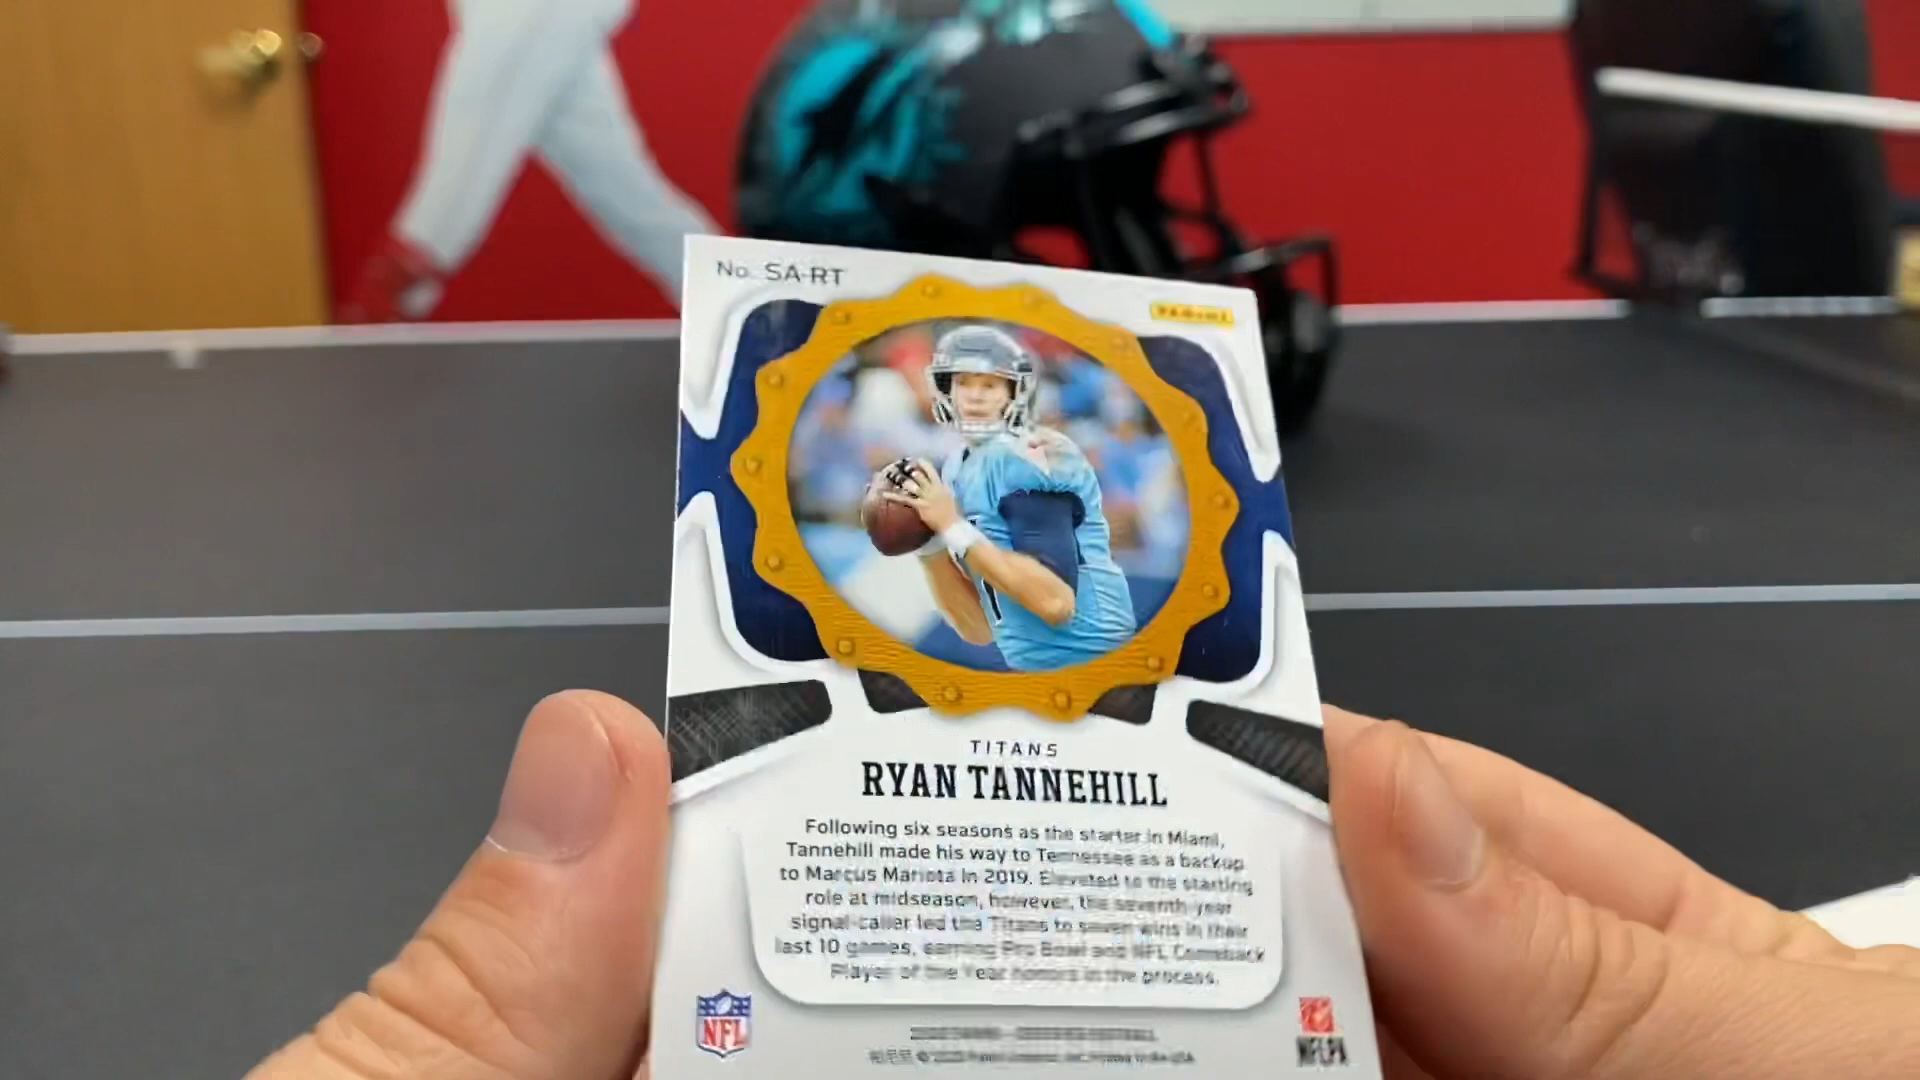 No. SA-RT
PANINI
TITANS
RYAN TANNEHILL
Following six seasons as the starter in Miami,
Tannehill made his way to Tennessee as a backup
to Marcus Mariota in 2019. Elevated to the starting
role at midseason, however, the seventh-year
signal-caller led the Titans to seven wins in their
last 10 games, earning Pro Bowl and NFL Comeback
Player of the Year honors in the process.
NFL
NFLPA